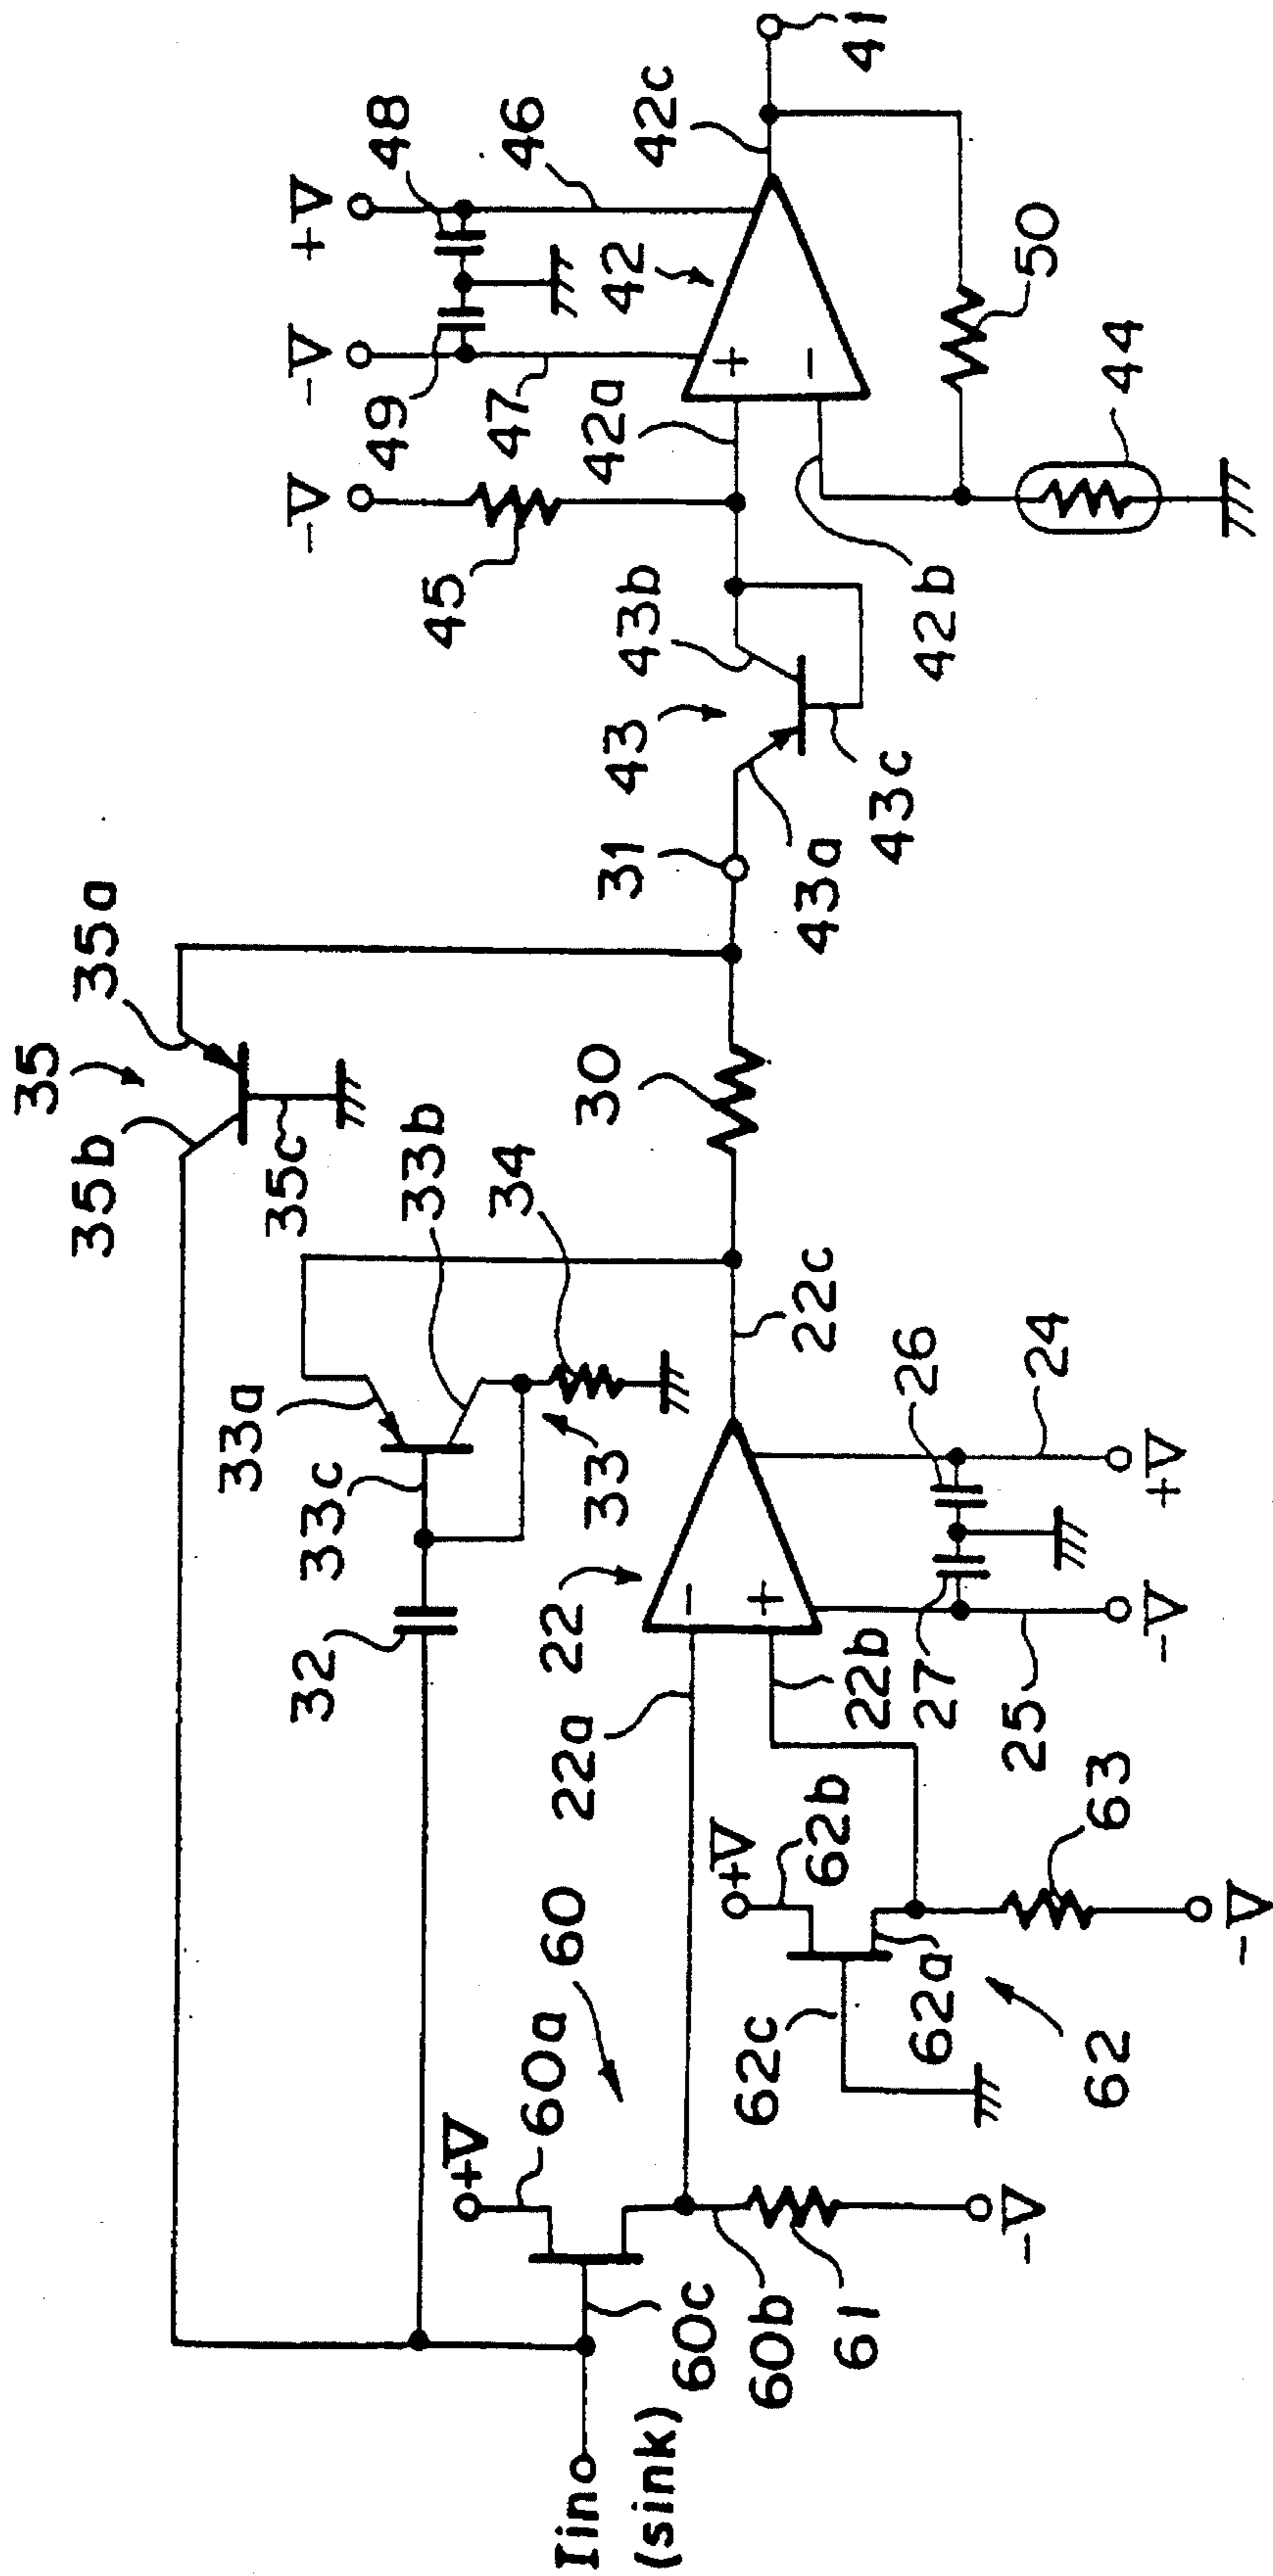 35
35a
35b
35c
33a
33b
33c
34
33
32
30
31
22
22a
22b
22c
26
27
24
25
+V
-V
60
60a
60b
60c
61
+V
-V
62
62a
62b
62c
63
+V
-V
Iin
(sink)
43
43a
43b
43c
45
-V
49
48
-V
+V
47
46
42
42a
42b
42c
41
50
44
-
+
+
-